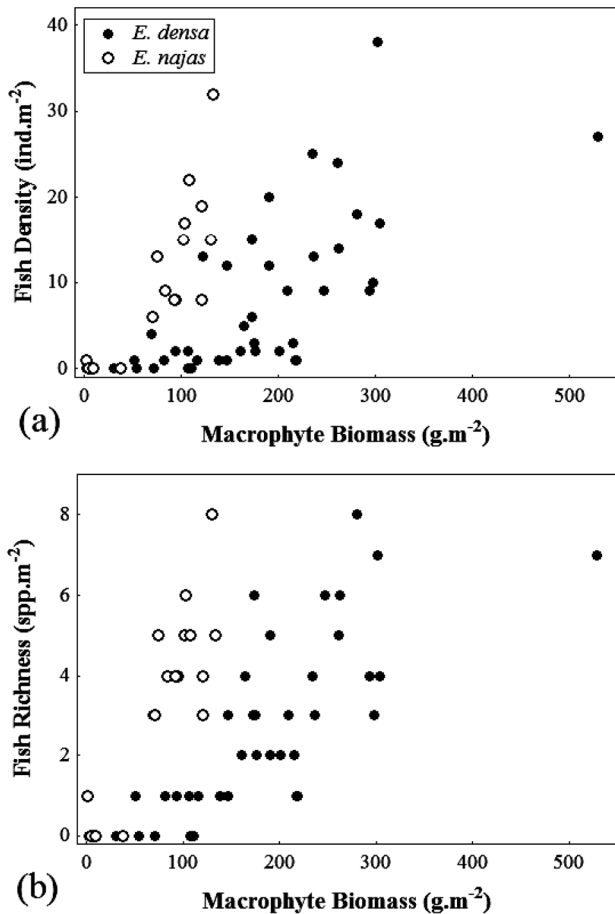 40
E. densa
E. najas
30
20
10
0
Fish Density (ind.m⁻²)
0 100 200 300 400 500
(a)
Macrophyte Biomass (g.m⁻²)
8
6
4
2
0
Fish Richness (spp.m⁻²)
0 100 200 300 400 500
(b)
Macrophyte Biomass (g.m⁻²)